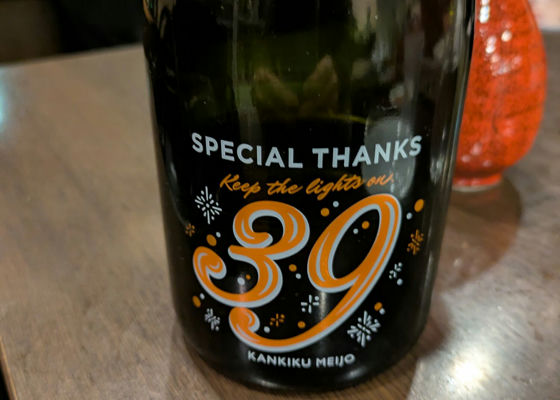 SPECIAL THANKS
Keep the lights on.
39
KANKIKU MEIJO